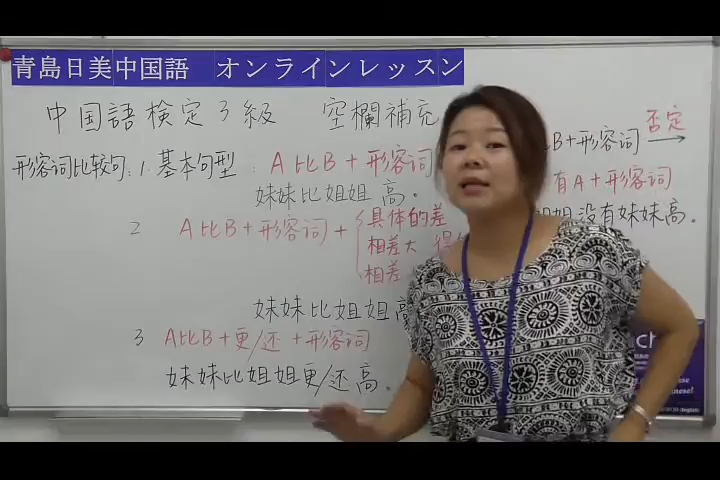 青島日美中国語 オンラインレッスン
中国語検定3級 空欄補充
形容词比较句: 1. 基本句型: A比B+形容词
B+形容词 否定→
妹妹比姐姐 高。
有A+形容词
姐姐没有妹妹高。
2 A比B+形容词+ 具体的差
相差大
相差
妹妹比姐姐高
3 A比B+更/还+形容词
妹妹比姐姐更/还高。